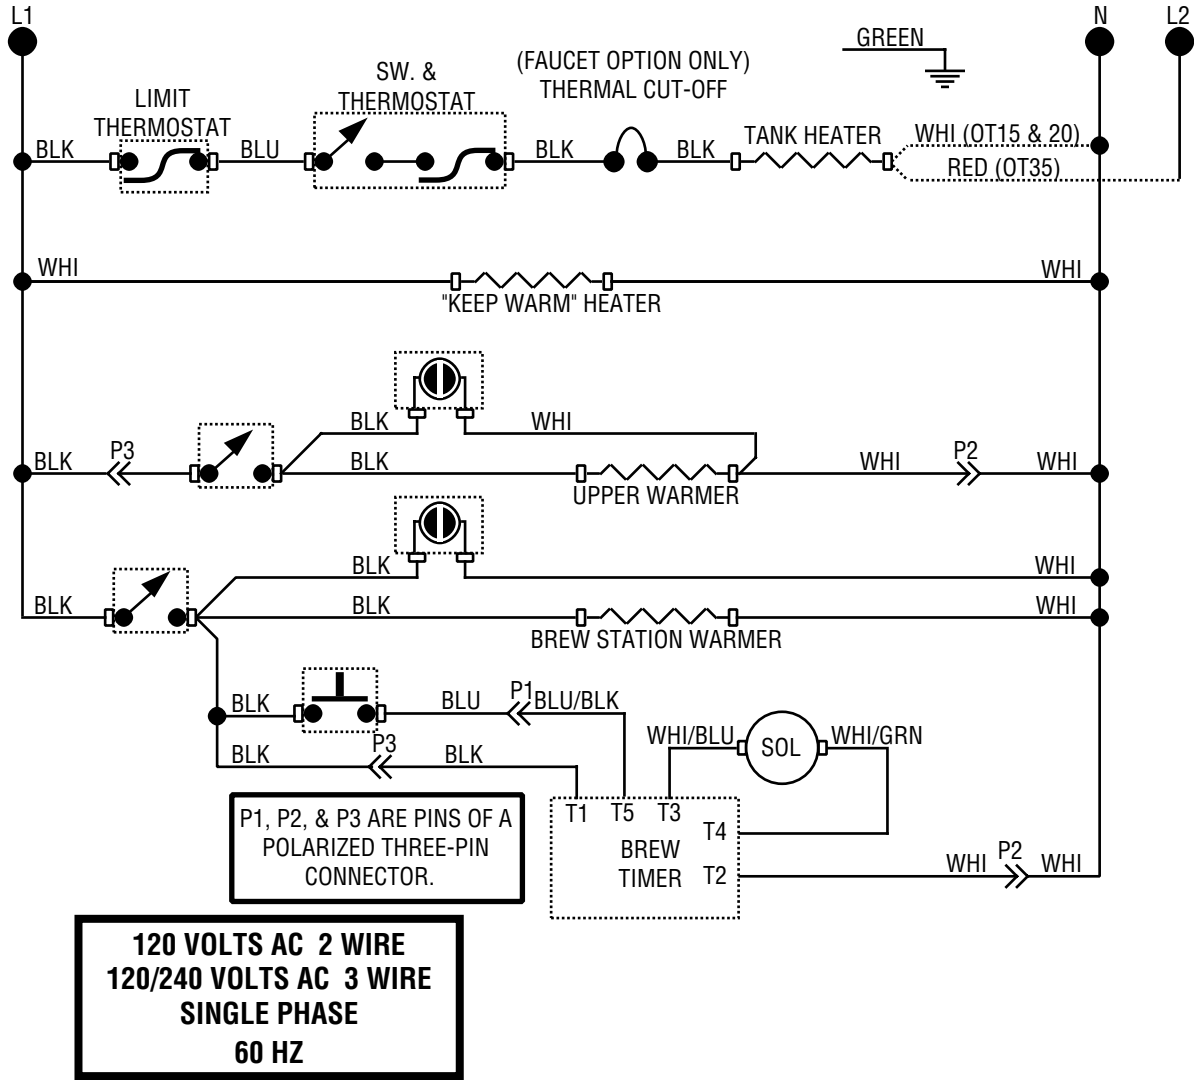 L1
N
L2
GREEN
(FAUCET OPTION ONLY)
THERMAL CUT-OFF
SW. &
THERMOSTAT
LIMIT
THERMOSTAT
BLK
BLU
BLK
BLK
TANK HEATER
WHI (OT15 & 20)
RED (OT35)
WHI
WHI
"KEEP WARM" HEATER
BLK
WHI
BLK
P3
BLK
WHI
P2
WHI
UPPER WARMER
BLK
WHI
BLK
BLK
WHI
BREW STATION WARMER
BLK
BLU
P1
BLU/BLK
BLK
P3
BLK
WHI/BLU
SOL
WHI/GRN
T1
T5
T3
T4
BREW
TIMER
T2
WHI
P2
WHI
P1, P2, & P3 ARE PINS OF A
POLARIZED THREE-PIN
CONNECTOR.
120 VOLTS AC 2 WIRE
120/240 VOLTS AC 3 WIRE
SINGLE PHASE
60 HZ